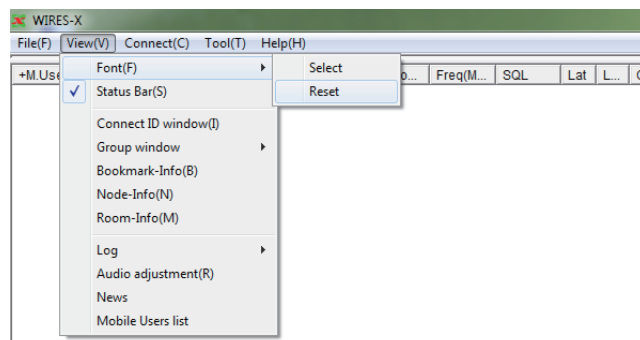 WIRES-X
File(F) View(V) Connect(C) Tool(T) Help(H)
+M.Use o... Freq(M... SQL Lat L...
Font(F)
Select
Status Bar(S)
Reset
Connect ID window(I)
Group window
Bookmark-Info(B)
Node-Info(N)
Room-Info(M)
Log
Audio adjustment(R)
News
Mobile Users list